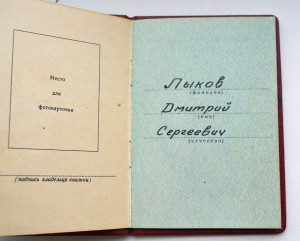 Место
для
фотокарточки
(подпись владельца книжки)
Лыков
(фамилия)
Дмитрий
(имя)
Сергеевич
(отчество)